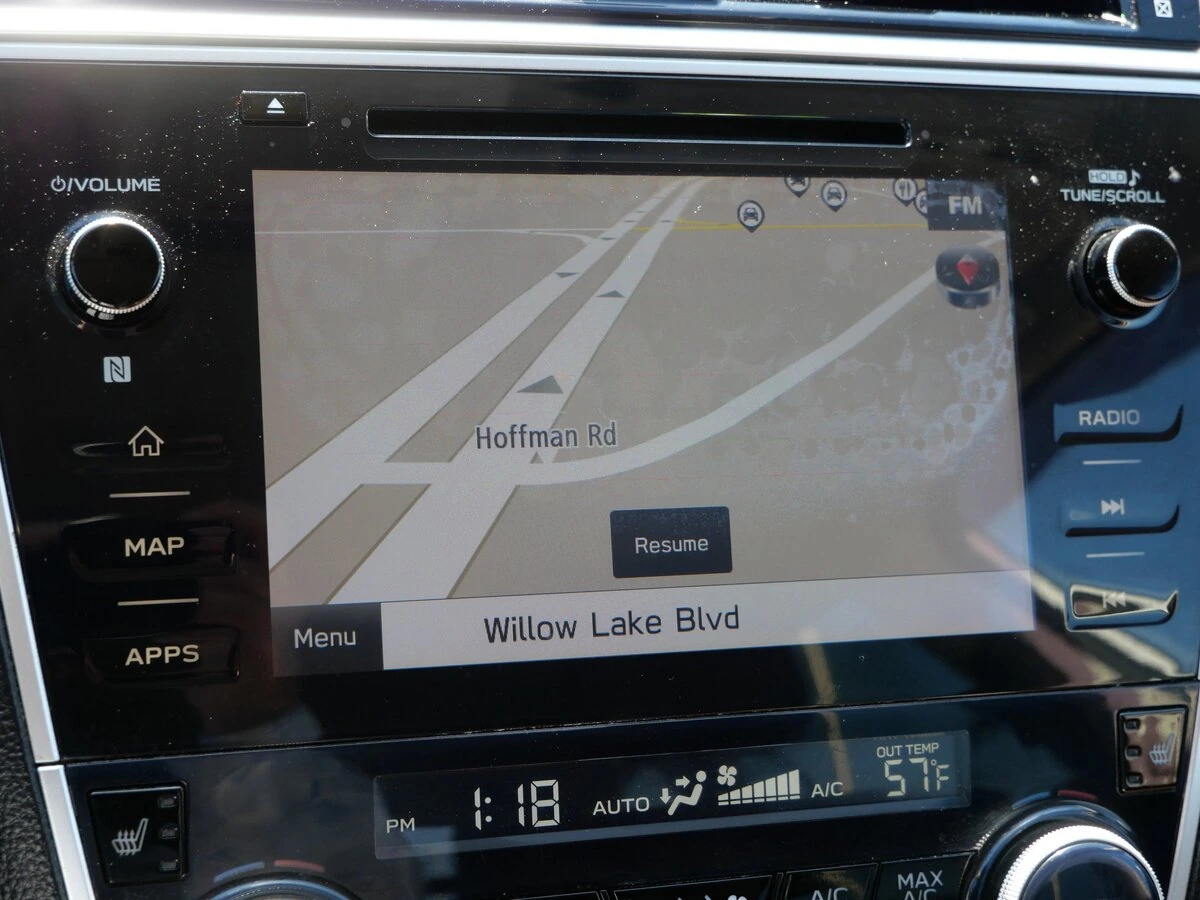 ⏻/VOLUME
HOLD♪
TUNE/SCROLL
FM
RADIO
MAP
APPS
Hoffman Rd
Resume
Menu
Willow Lake Blvd
PM 1:18 AUTO A/C
OUT TEMP
57°F
A/C
MAX
A/C